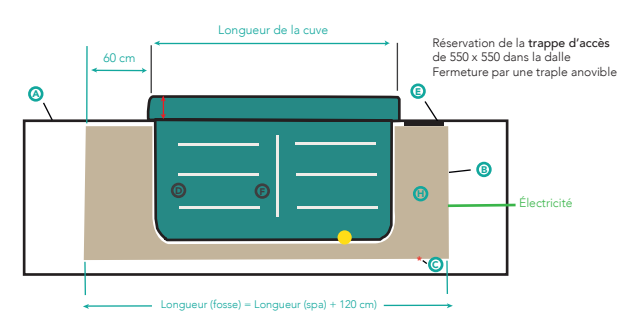 Longueur de la cuve
60 cm
Réservation de la trappe d'accès
de 550 x 550 dans la dalle
Fermeture par une traple anovible
A
E
B
D
F
H
Électricité
* C
Longueur (fosse) = Longueur (spa) + 120 cm)